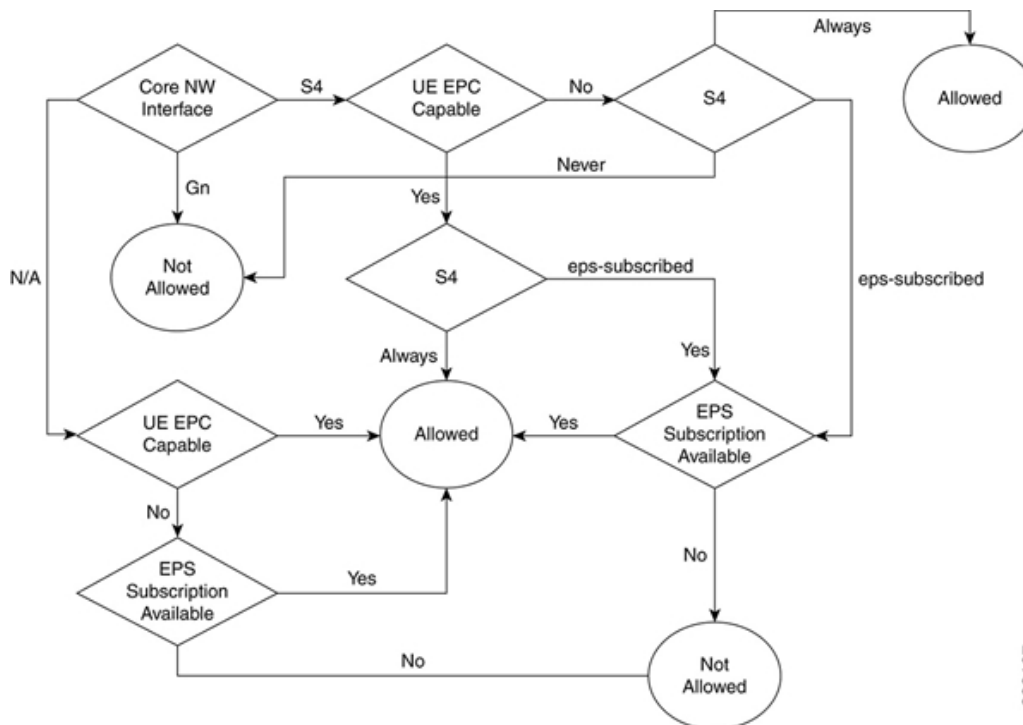 Always
Core NW
Interface
S4
UE EPC
Capable
No
S4
Allowed
Never
Gn
Yes
Not
Allowed
S4
eps-subscribed
N/A
eps-subscribed
Always
Yes
UE EPC
Capable
Yes
Allowed
Yes
EPS
Subscription
Available
No
EPS
Subscription
Available
Yes
No
No
Not
Allowed